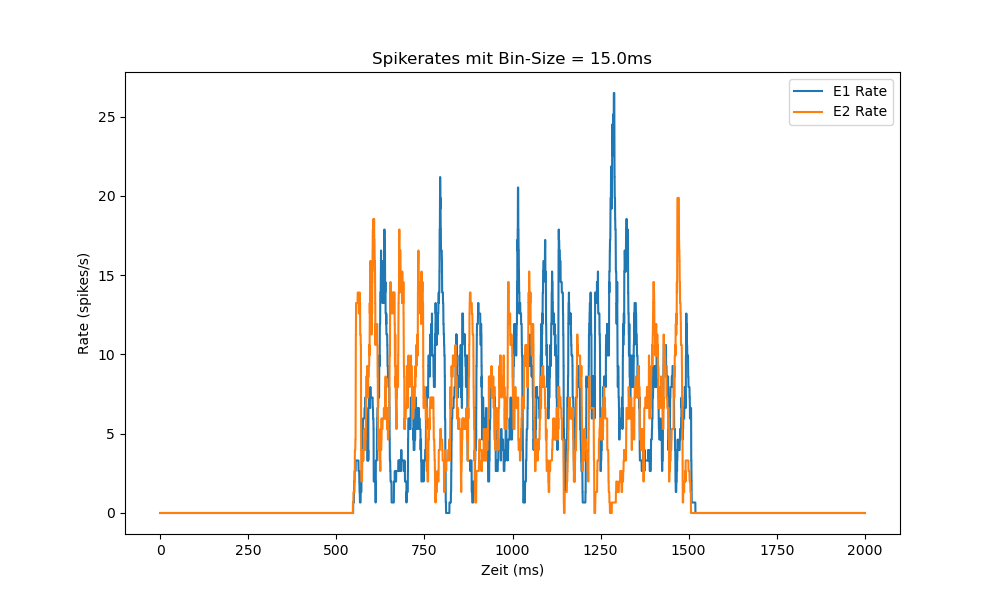 Spikerates mit Bin-Size = 15.0ms
E1 Rate
E2 Rate
Rate (spikes/s)
25
20
15
10
5
0
0 250 500 750 1000 1250 1500 1750 2000
Zeit (ms)